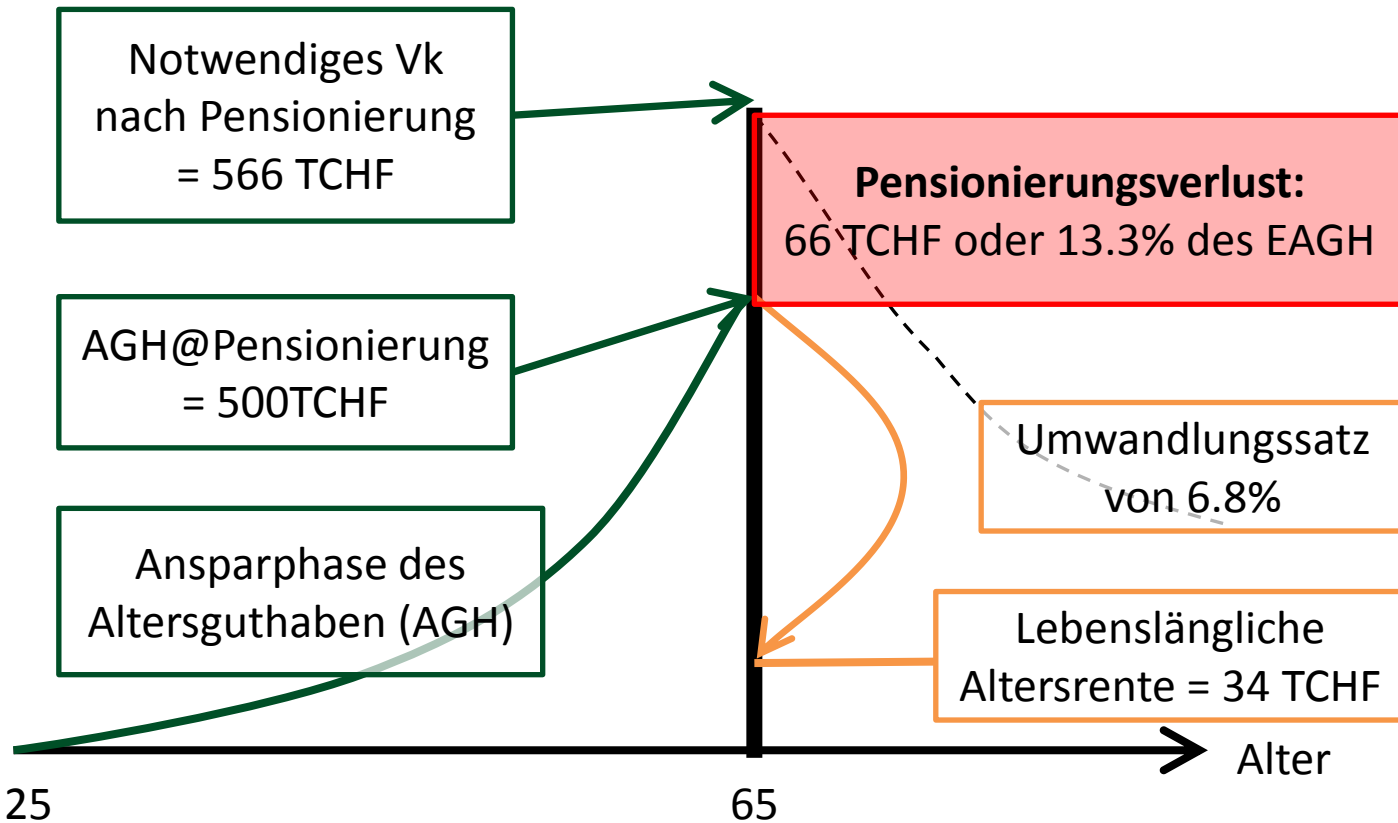 Notwendiges Vk
nach Pensionierung
= 566 TCHF
Pensionierungsverlust:
66 TCHF oder 13.3% des EAGH
AGH@Pensionierung
= 500TCHF
Umwandlungssatz
von 6.8%
Ansparphase des
Altersguthaben (AGH)
Lebenslängliche
Altersrente = 34 TCHF
Alter
25
65